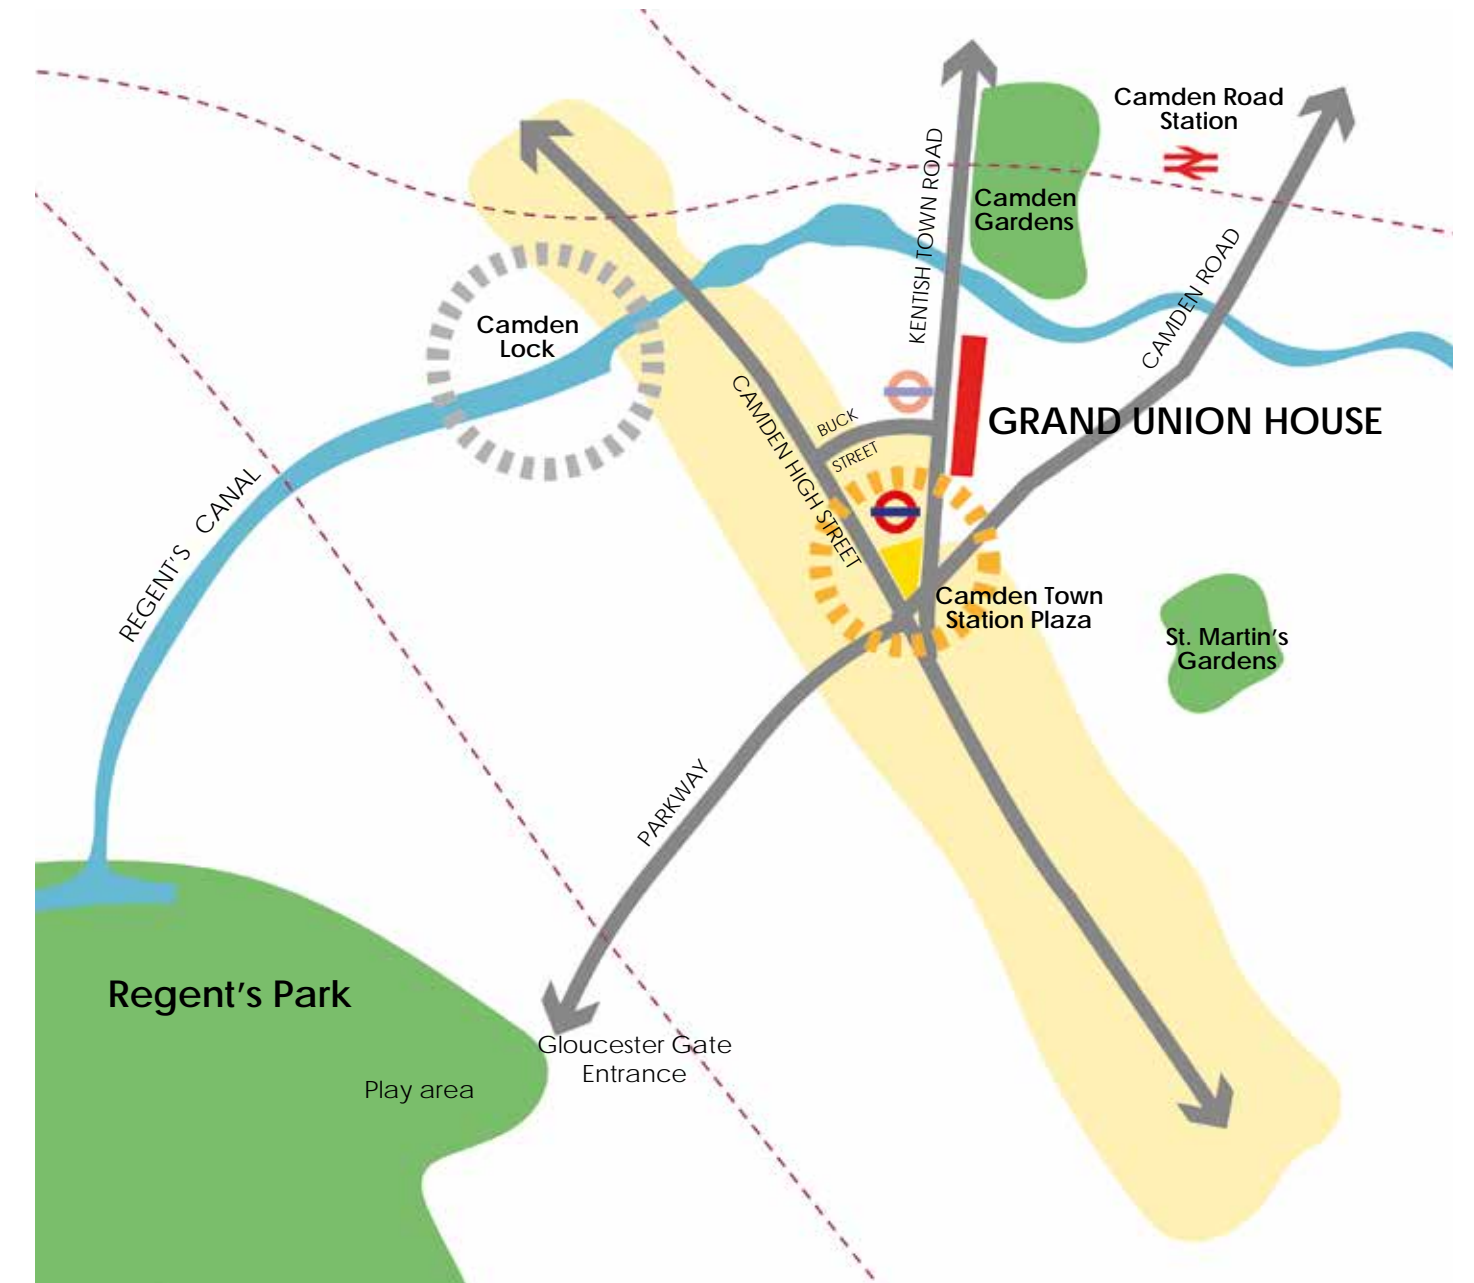 Camden Road
Station
KENTISH TOWN ROAD
Camden
Gardens
CAMDEN ROAD
Camden
Lock
CAMDEN HIGH STREET
BUCK
STREET
GRAND UNION HOUSE
REGENT'S CANAL
Camden Town
Station Plaza
St. Martin's
Gardens
PARKWAY
Regent's Park
Gloucester Gate
Entrance
Play area